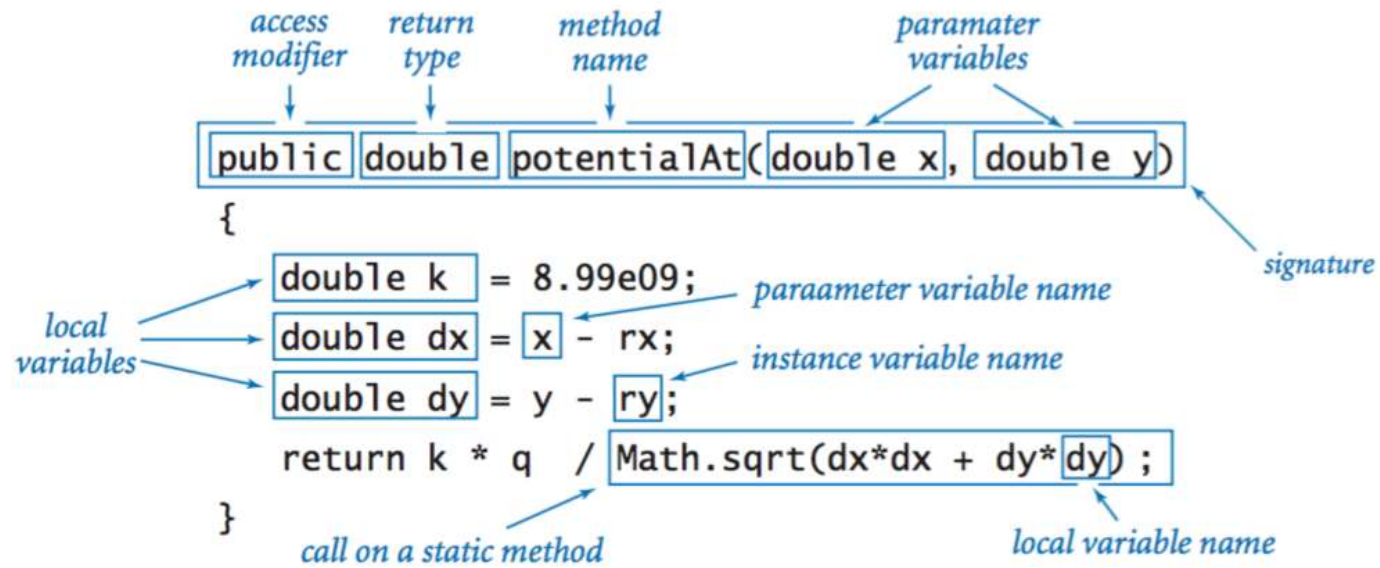 access modifier
return type
method name
paramater variables
public double potentialAt(double x, double y)
signature
{
double k = 8.99e09;
paraameter variable name
local variables
double dx = x - rx;
instance variable name
double dy = y - ry;
return k * q / Math.sqrt(dx*dx + dy*dy) ;
}
call on a static method
local variable name